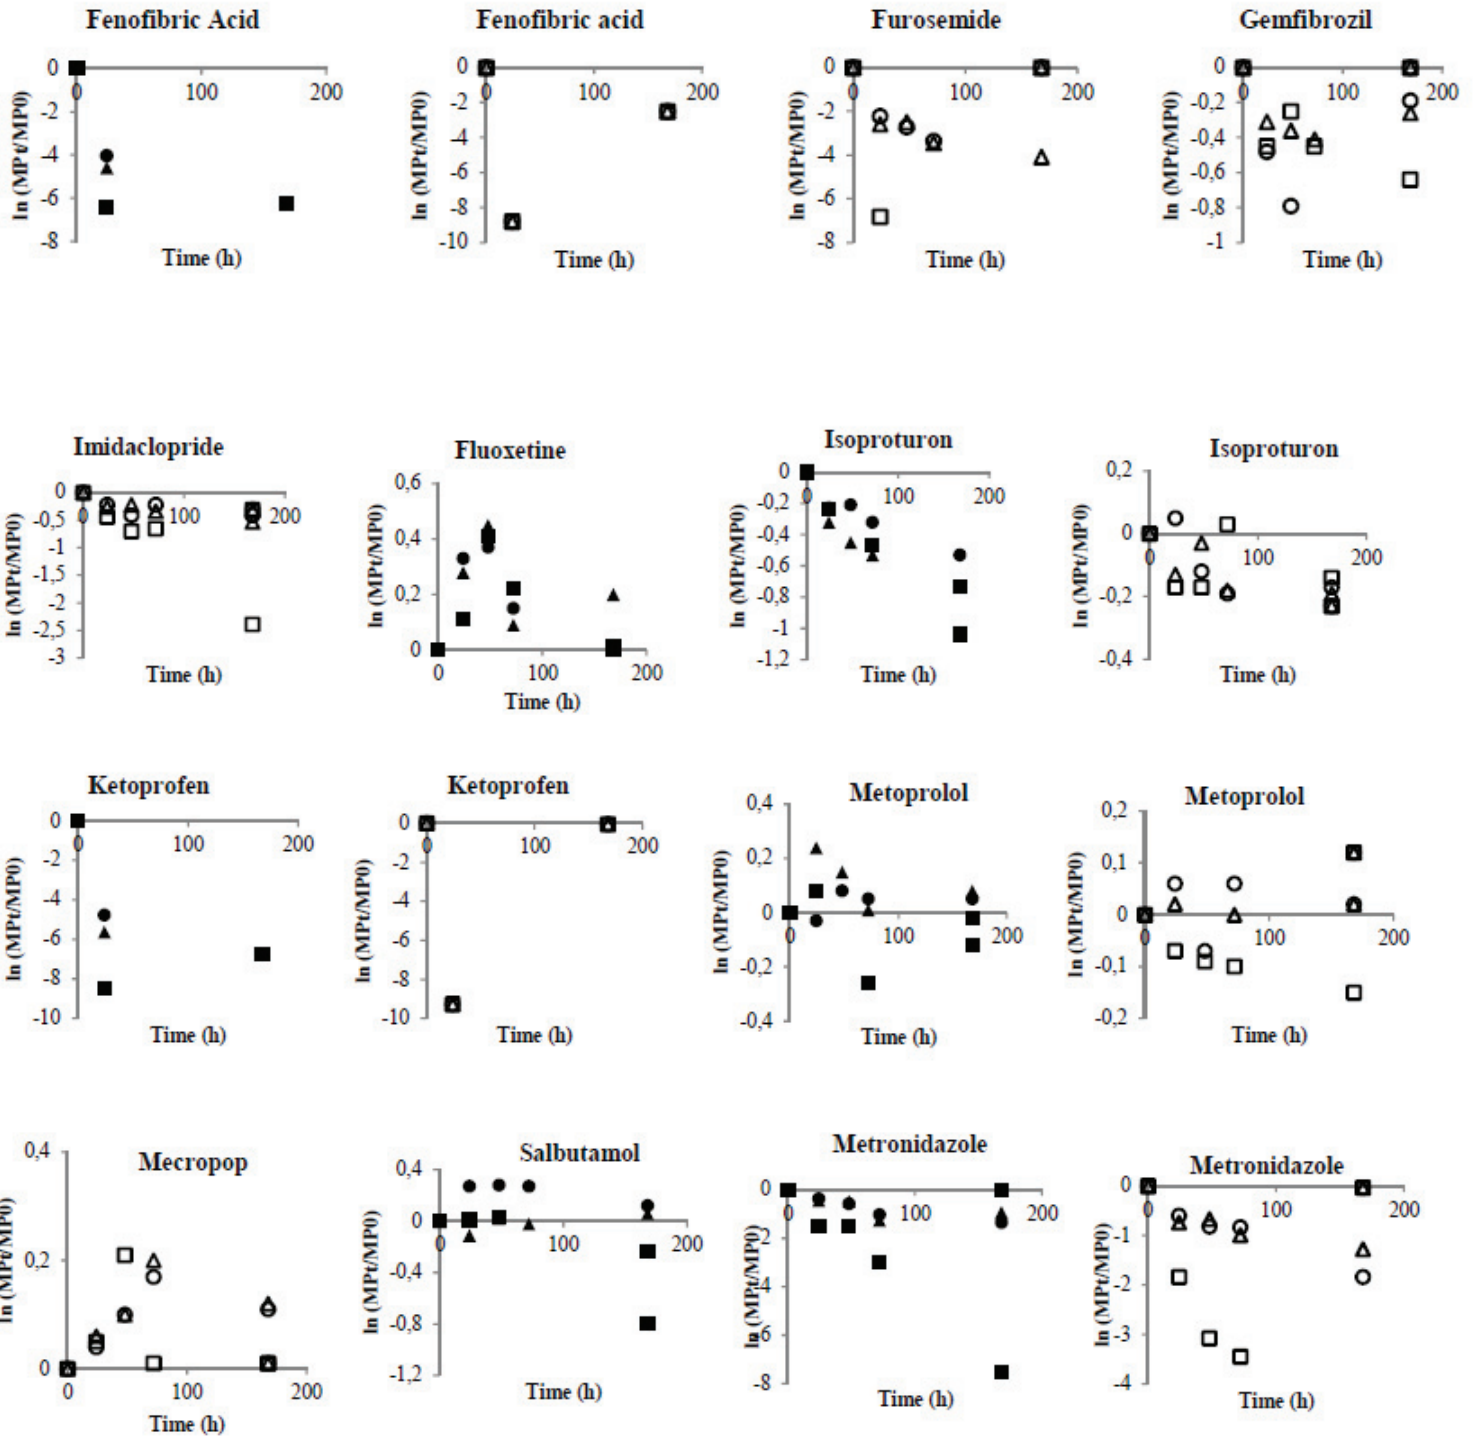 Fenofibric Acid
0
-2
-4
-6
-8
0
100
200
ln (MPt/MP0)
Time (h)
Fenofibric acid
0
-2
-4
-6
-8
-10
0
100
200
ln (MPt/MP0)
Time (h)
Furosemide
0
-2
-4
-6
-8
0
100
200
ln (MPt/MP0)
Time (h)
Gemfibrozil
0
-0,2
-0,4
-0,6
-0,8
-1
0
100
200
ln (MPt/MP0)
Time (h)
Imidaclopride
0
-0,5
-1
-1,5
-2
-2,5
-3
0
100
200
ln (MPt/MP0)
Time (h)
Fluoxetine
0,6
0,4
0,2
0
0
100
200
ln (MPt/MP0)
Time (h)
Isoproturon
0
-0,2
-0,4
-0,6
-0,8
-1
-1,2
0
100
200
ln (MPt/MP0)
Time (h)
Isoproturon
0,2
0
-0,2
-0,4
0
100
200
ln (MPt/MP0)
Time (h)
Ketoprofen
0
-2
-4
-6
-8
-10
0
100
200
ln (MPt/MP0)
Time (h)
Ketoprofen
0
-2
-4
-6
-8
-10
0
100
200
ln (MPt/MP0)
Time (h)
Metoprolol
0,4
0,2
0
-0,2
-0,4
0
100
200
ln (MPt/MP0)
Time (h)
Metoprolol
0,2
0,1
0
-0,1
-0,2
0
100
200
ln (MPt/MP0)
Time (h)
Mecropop
0,4
0,2
0
0
100
200
ln (MPt/MP0)
Time (h)
Salbutamol
0,4
0
-0,4
-0,8
-1,2
0
100
200
ln (MPt/MP0)
Time (h)
Metronidazole
0
-2
-4
-6
-8
0
100
200
ln (MPt/MP0)
Time (h)
Metronidazole
0
-1
-2
-3
-4
0
100
200
ln (MPt/MP0)
Time (h)